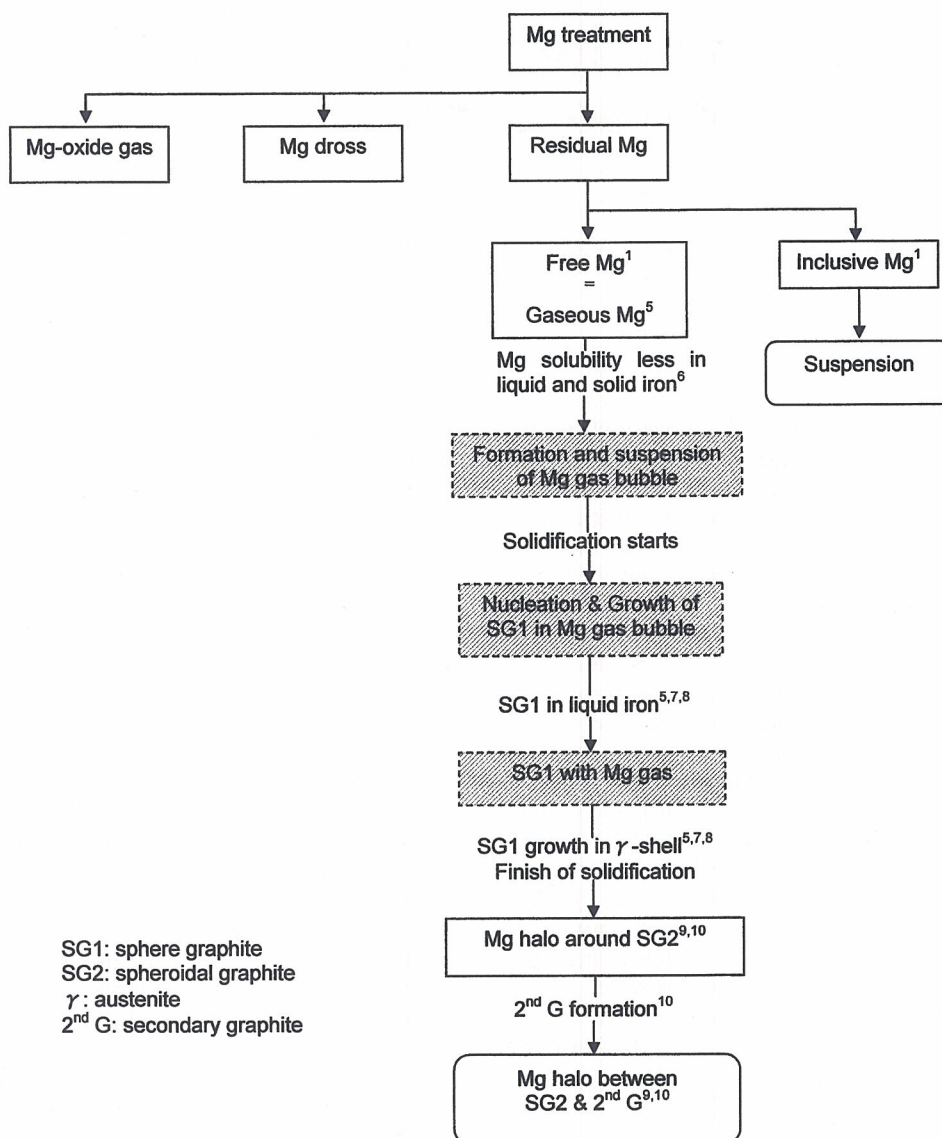 Mg treatment
Mg-oxide gas
Mg dross
Residual Mg
Free Mg¹
=
Gaseous Mg⁵
Inclusive Mg¹
Mg solubility less in
liquid and solid iron⁶
Suspension
Formation and suspension
of Mg gas bubble
Solidification starts
Nucleation & Growth of
SG1 in Mg gas bubble
SG1 in liquid iron⁵,⁷,⁸
SG1 with Mg gas
SG1 growth in γ-shell⁵,⁷,⁸
Finish of solidification
Mg halo around SG2⁹,¹⁰
2ⁿᵈ G formation¹⁰
Mg halo between
SG2 & 2ⁿᵈ G⁹,¹⁰
SG1: sphere graphite
SG2: spheroidal graphite
γ: austenite
2ⁿᵈ G: secondary graphite